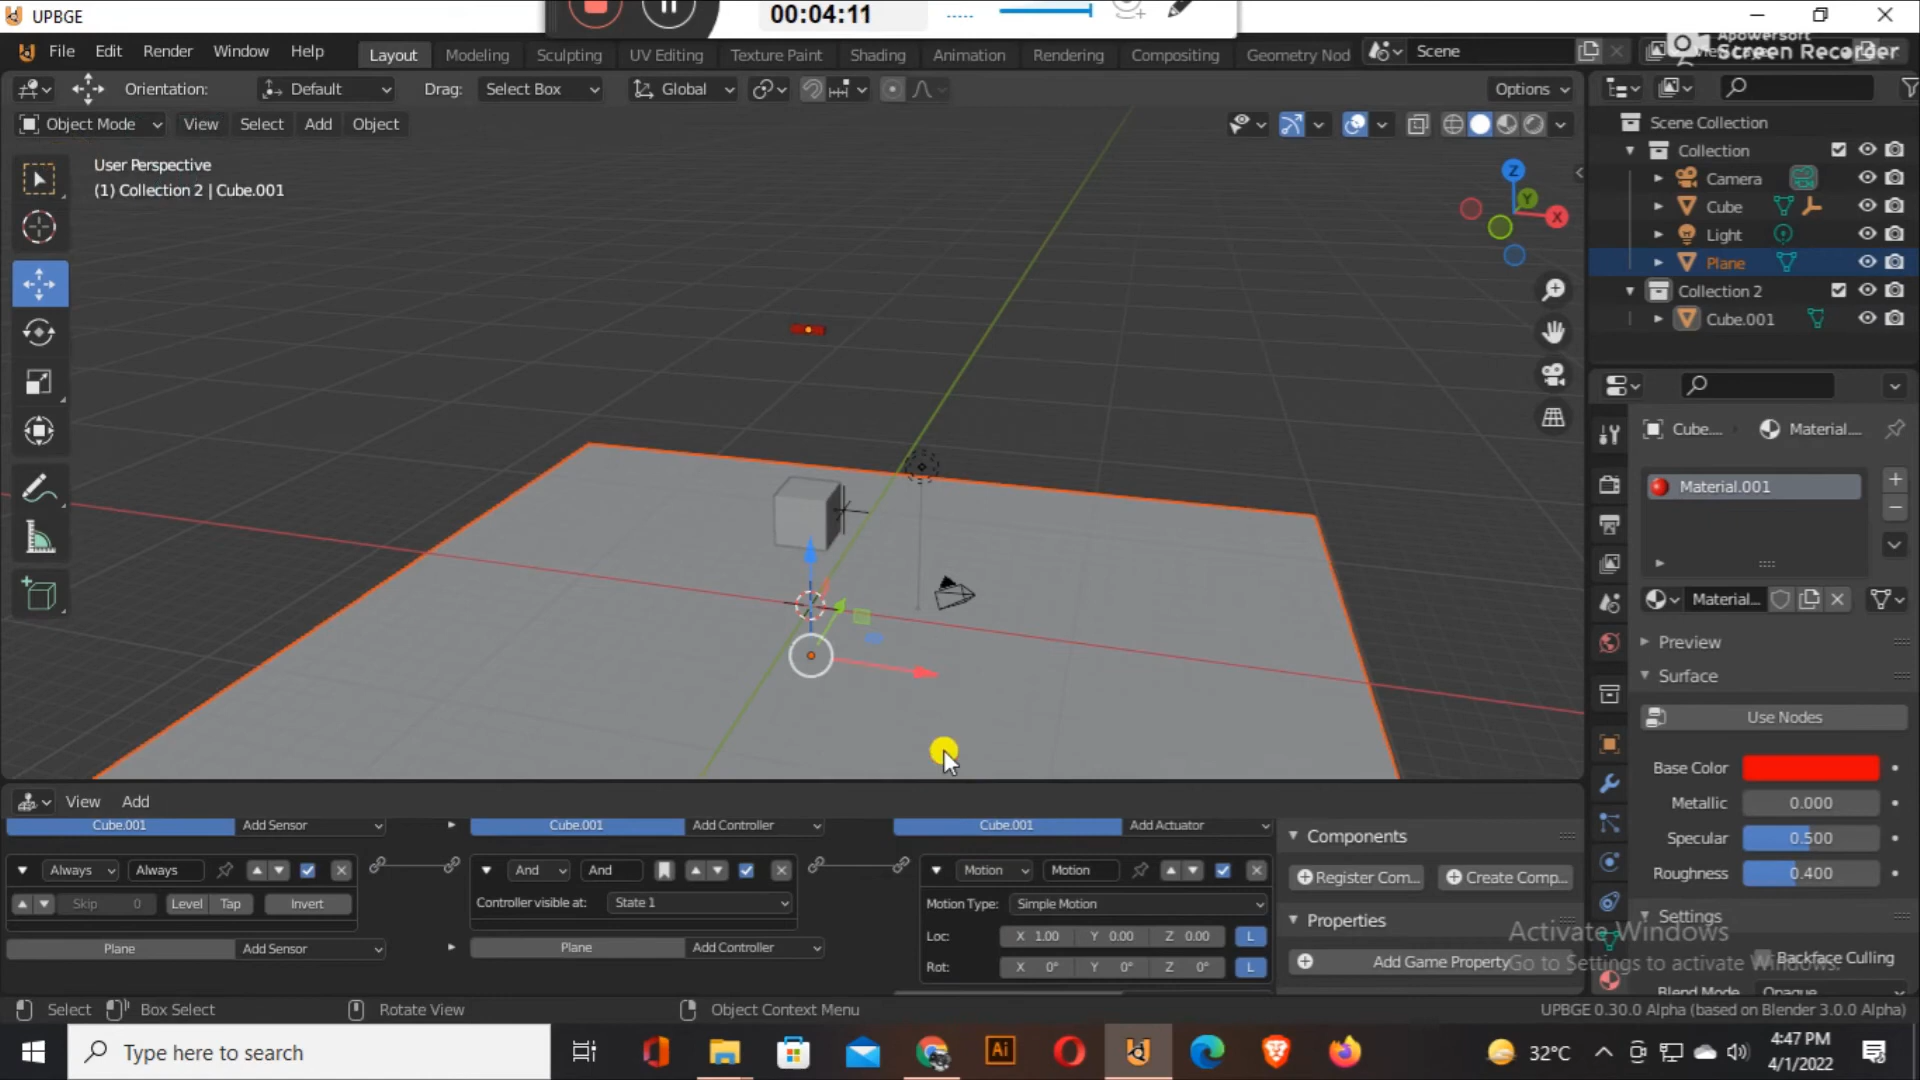 UPBGE
00:04:11
File Edit Render Window Help
Layout Modeling Sculpting UV Editing Texture Paint Shading Animation Rendering Compositing Geometry Nod
Scene
Apowersoft
Screen Recorder
Orientation: Default Drag: Select Box Global Options
Object Mode View Select Add Object
User Perspective
(1) Collection 2 | Cube.001
Z
Y
X
Scene Collection
Collection
Camera
Cube
Light
Plane
Collection 2
Cube.001
Cube... Material....
Material.001
Material...
Preview
Surface
Use Nodes
Base Color
Metallic 0.000
Specular 0.500
Roughness 0.400
Settings
Backface Culling
Blend Mode Opaque
View Add
Cube.001 Add Sensor Cube.001 Add Controller Cube.001 Add Actuator
Always Always And And Motion Motion
Skip 0 Level Tap Invert Controller visible at: State 1 Motion Type: Simple Motion
Loc: X 1.00 Y 0.00 Z 0.00 L
Plane Add Sensor Plane Add Controller
Rot: X 0° Y 0° Z 0° L
Components
Register Com... Create Comp...
Properties
Add Game Property
Activate Windows
Go to Settings to activate Windows.
Select Box Select Rotate View Object Context Menu UPBGE 0.30.0 Alpha (based on Blender 3.0.0 Alpha)
Type here to search
Ai
32°C
4:47 PM
4/1/2022